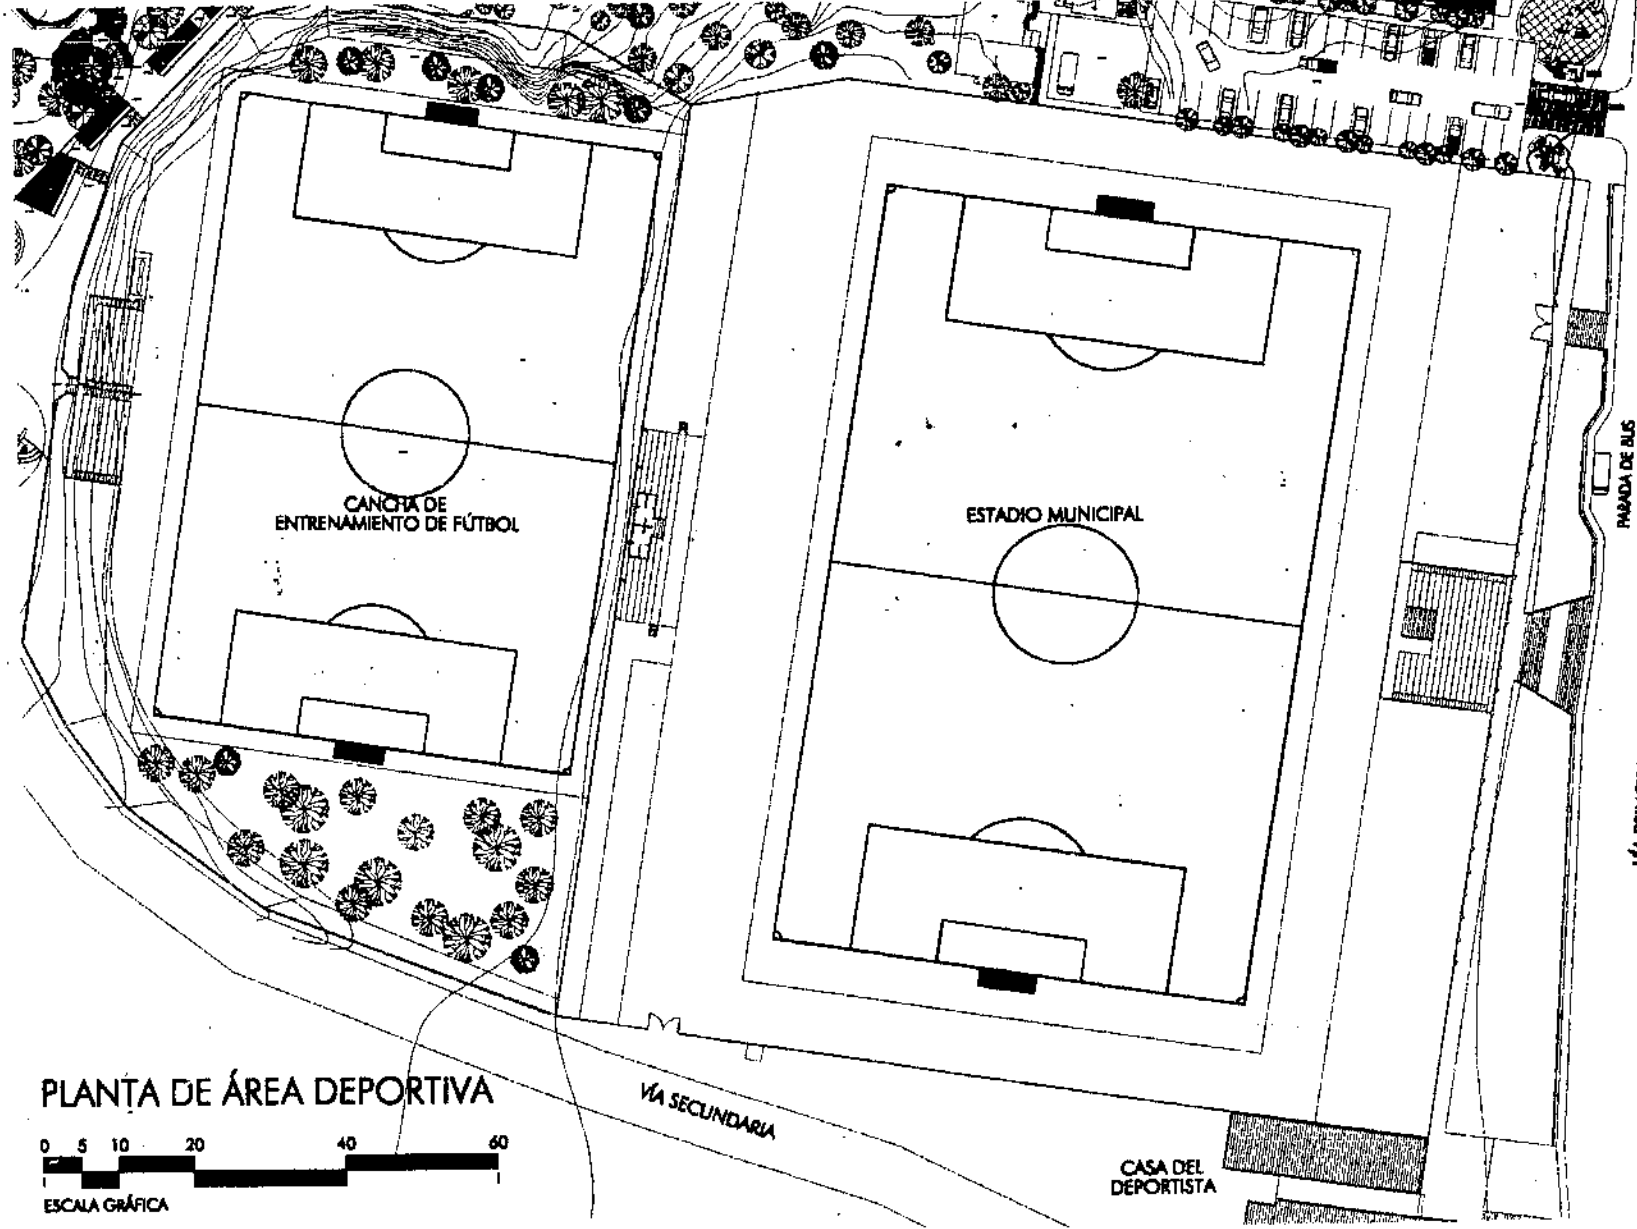 PARADA DE BUS
CANCHA DE
ENTRENAMIENTO DE FÚTBOL
ESTADIO MUNICIPAL
PLANTA DE ÁREA DEPORTIVA
0 5 10 20 40 60
ESCALA GRÁFICA
VÍA SECUNDARIA
CASA DEL
DEPORTISTA